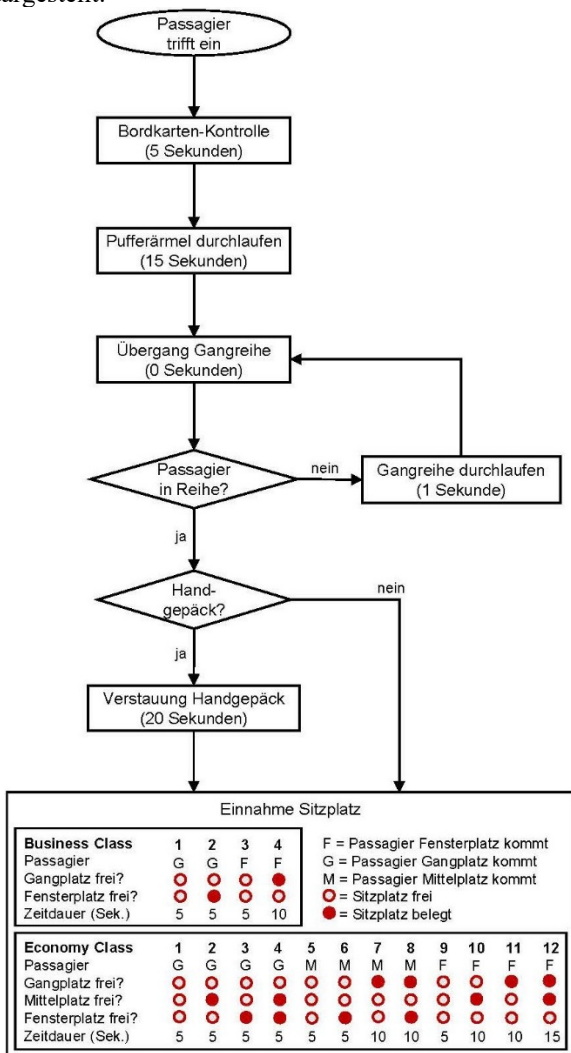 dargestellt.
Passagier
trifft ein
Bordkarten-Kontrolle
(5 Sekunden)
Pufferärmel durchlaufen
(15 Sekunden)
Übergang Gangreihe
(0 Sekunden)
Passagier
in Reihe?
nein
Gangreihe durchlaufen
(1 Sekunde)
ja
Hand-
gepäck?
nein
ja
Verstauung Handgepäck
(20 Sekunden)
Einnahme Sitzplatz
Business Class 1 2 3 4
Passagier G G F F
Gangplatz frei?
Fensterplatz frei?
Zeitdauer (Sek.) 5 5 5 10
F = Passagier Fensterplatz kommt
G = Passagier Gangplatz kommt
M = Passagier Mittelplatz kommt
= Sitzplatz frei
= Sitzplatz belegt
Economy Class 1 2 3 4 5 6 7 8 9 10 11 12
Passagier G G G G M M M M F F F F
Gangplatz frei?
Mittelplatz frei?
Fensterplatz frei?
Zeitdauer (Sek.) 5 5 5 5 5 5 10 10 5 10 10 15